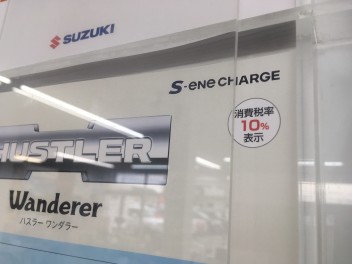 SUZUKI
S-ene CHARGE
消費税率
10%
表示
HUSTLER
Wanderer
ハスラー ワンダラー